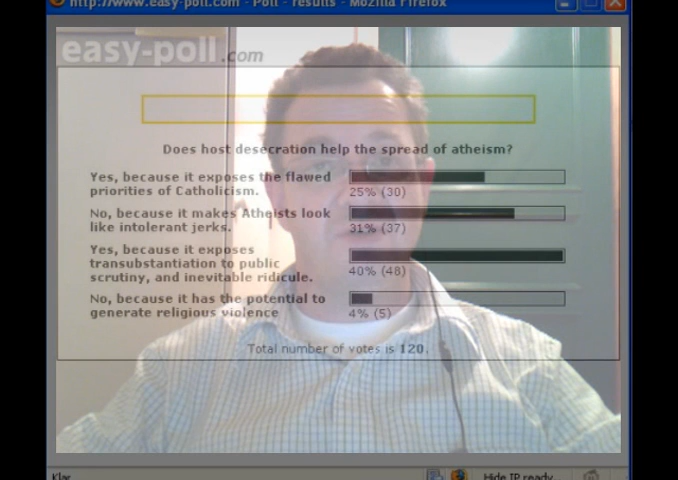 http://www.easy-poll.com - Poll - results - Mozilla Firefox
easy-poll.com
Does host desecration help the spread of atheism?
Yes, because it exposes the flawed
priorities of Catholicism.
25% (30)
No, because it makes Atheists look
like intolerant jerks.
31% (37)
Yes, because it exposes
transubstantiation to public
scrutiny, and inevitable ridicule.
40% (48)
No, because it has the potential to
generate religious violence
4% (5)
Total number of votes is 120.
Klar
Hide IP ready